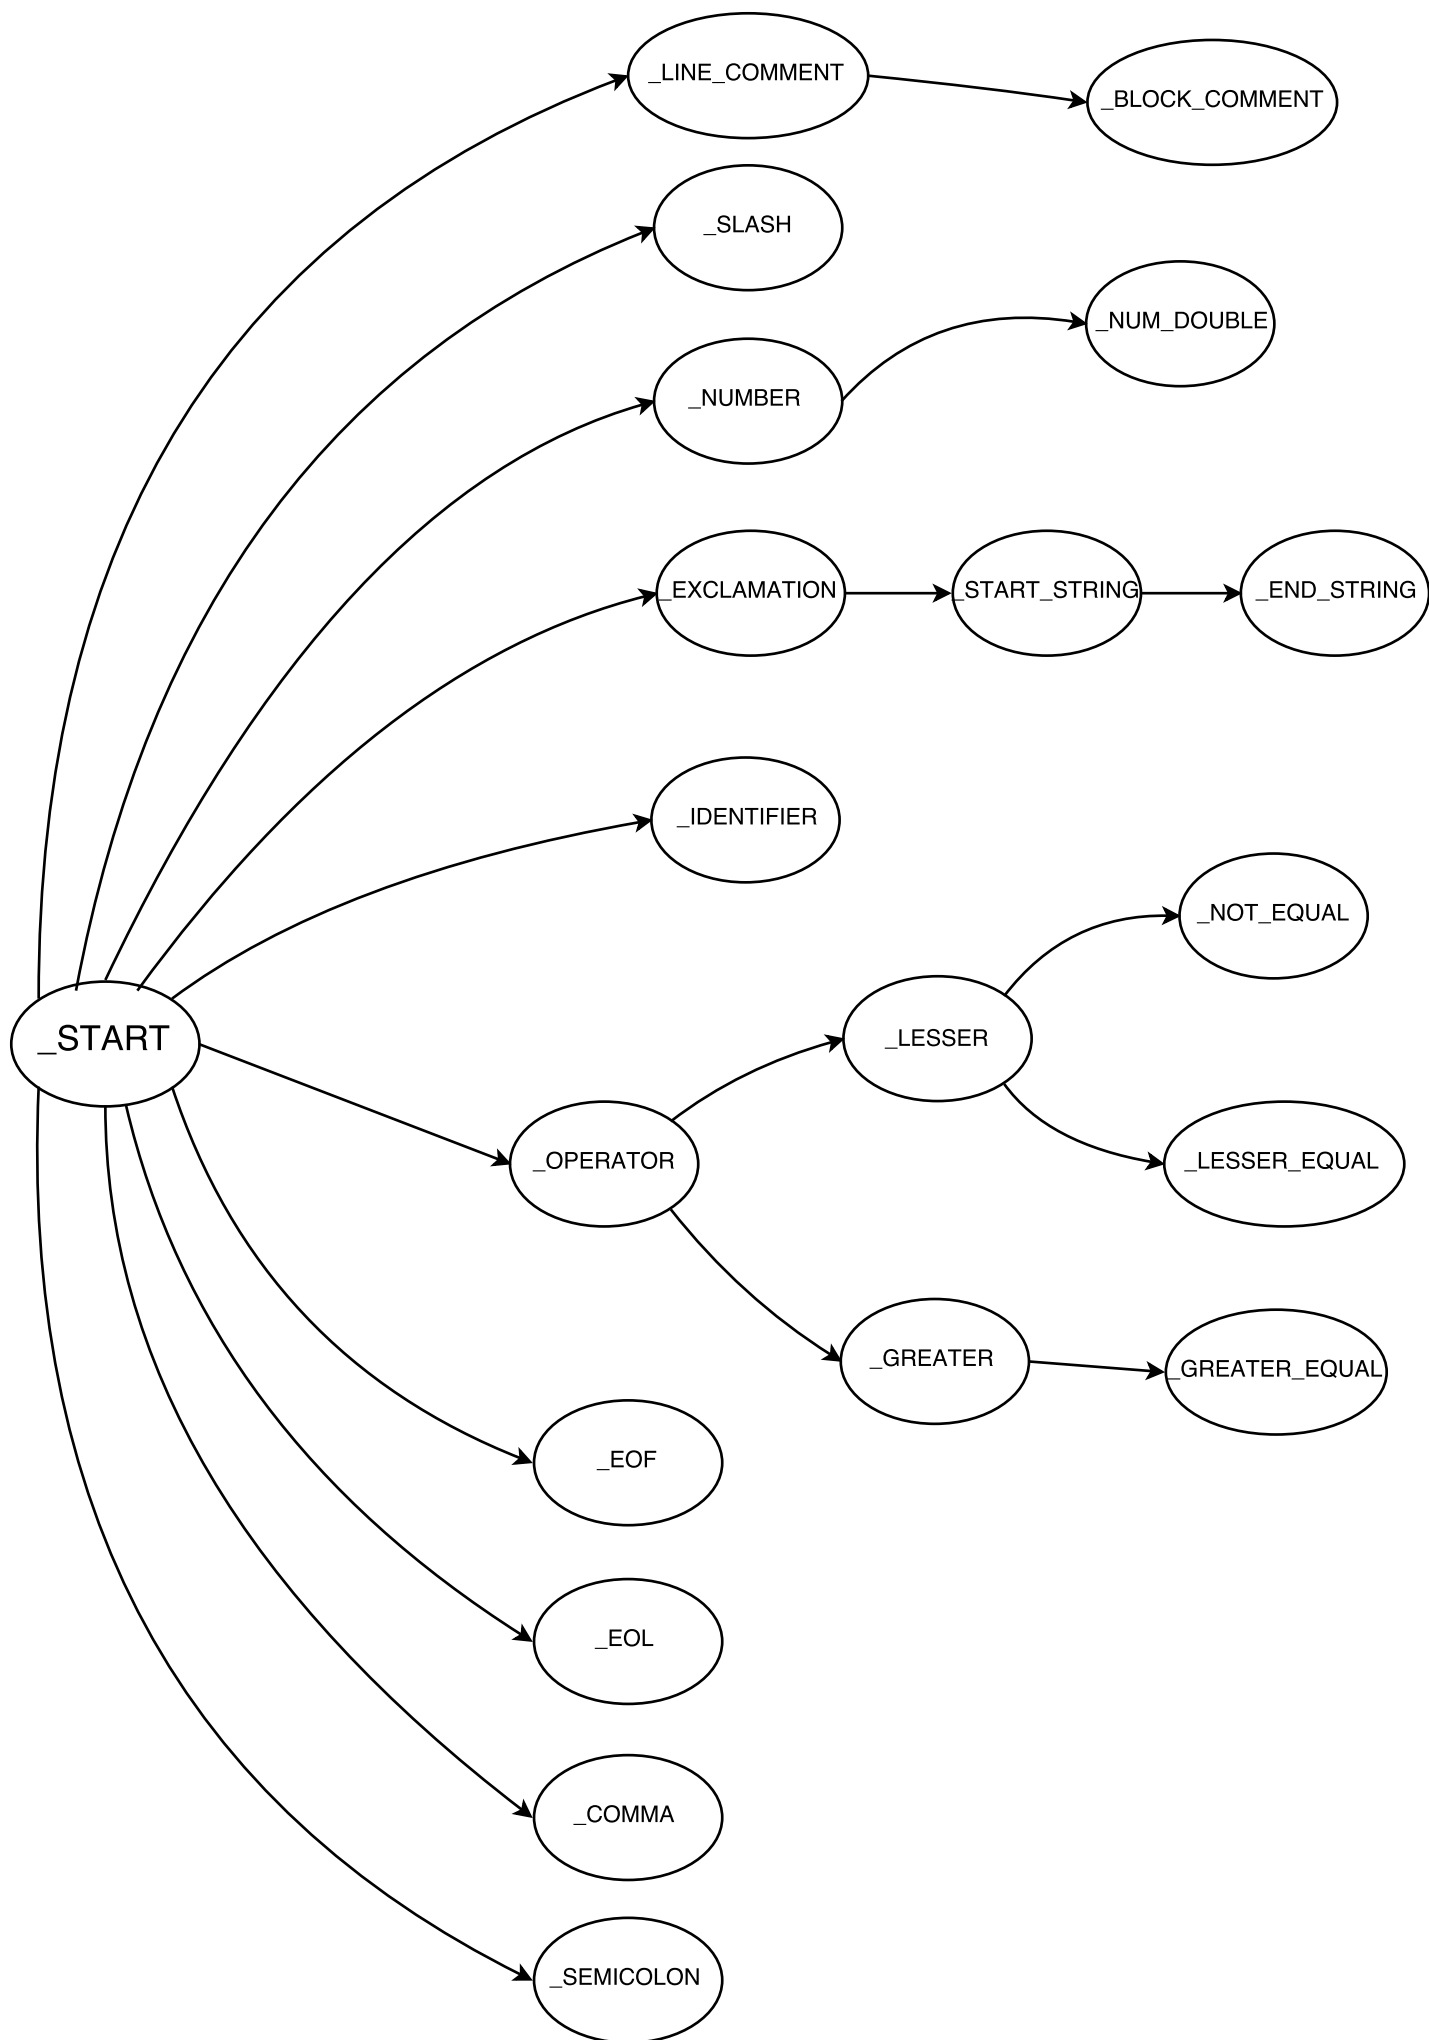 _LINE_COMMENT
_BLOCK_COMMENT
_SLASH
_NUM_DOUBLE
_NUMBER
_EXCLAMATION
_START_STRING
_END_STRING
_IDENTIFIER
_NOT_EQUAL
_START
_LESSER
_OPERATOR
_LESSER_EQUAL
_GREATER
_GREATER_EQUAL
_EOF
_EOL
_COMMA
_SEMICOLON